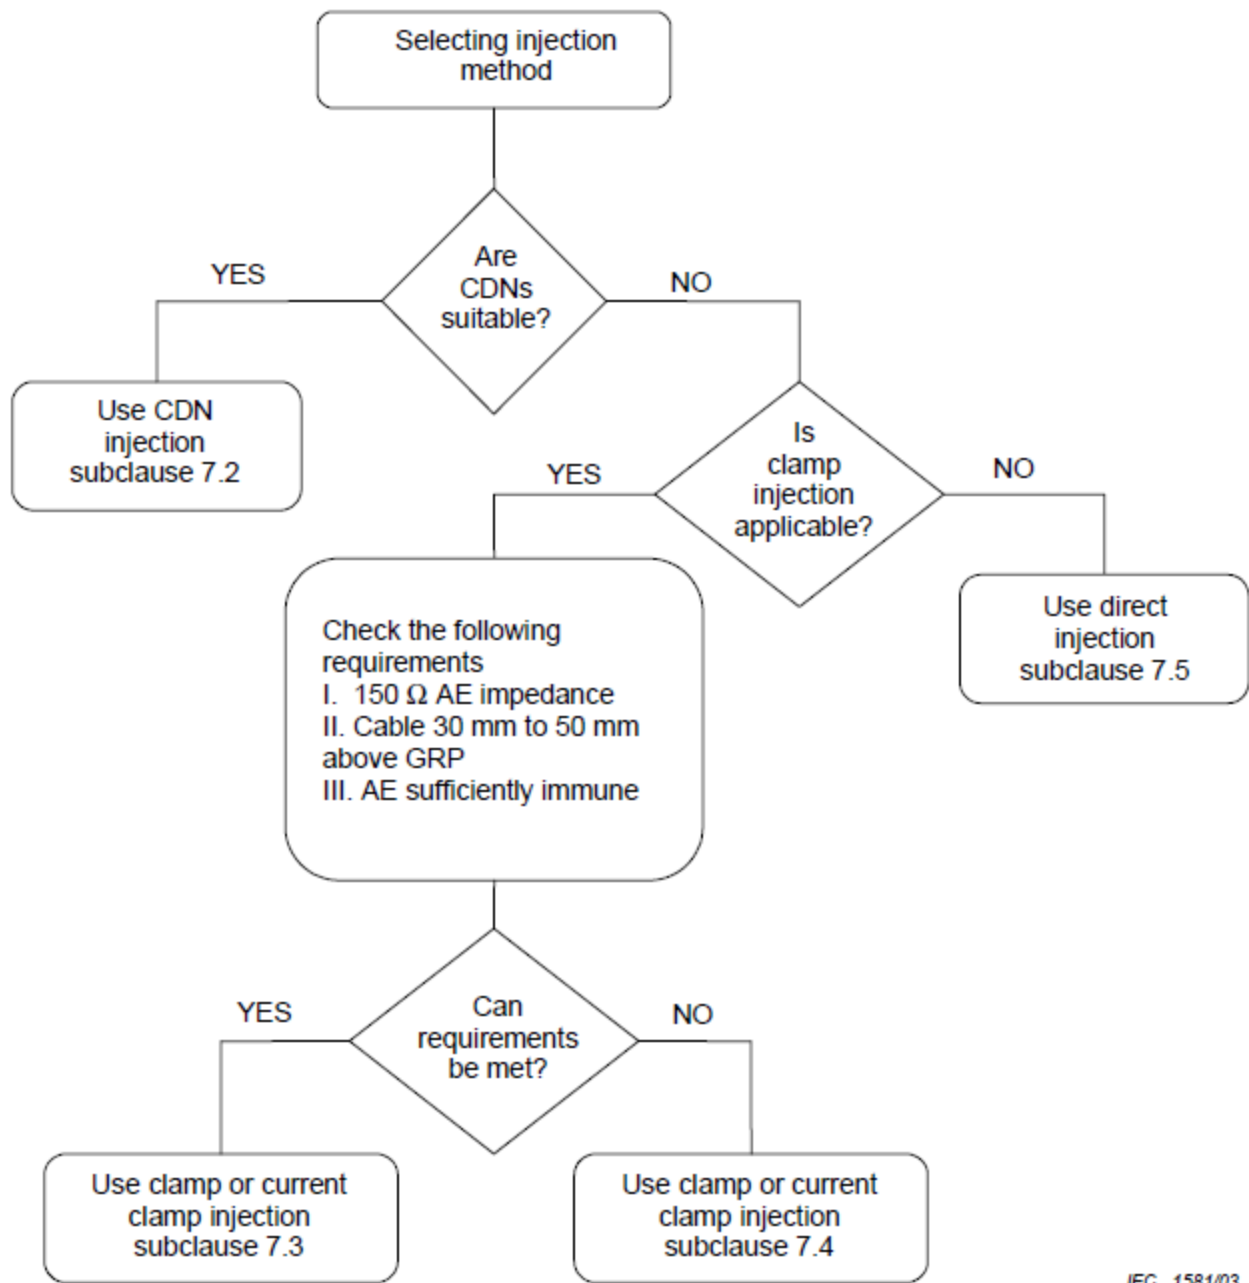 Selecting injection
method
Are
CDNs
suitable?
YES
NO
Use CDN
injection
subclause 7.2
Is
clamp
injection
applicable?
YES
NO
Use direct
injection
subclause 7.5
Check the following
requirements
I. 150 Ω AE impedance
II. Cable 30 mm to 50 mm
above GRP
III. AE sufficiently immune
Can
requirements
be met?
YES
NO
Use clamp or current
clamp injection
subclause 7.3
Use clamp or current
clamp injection
subclause 7.4
IEC 1581/03